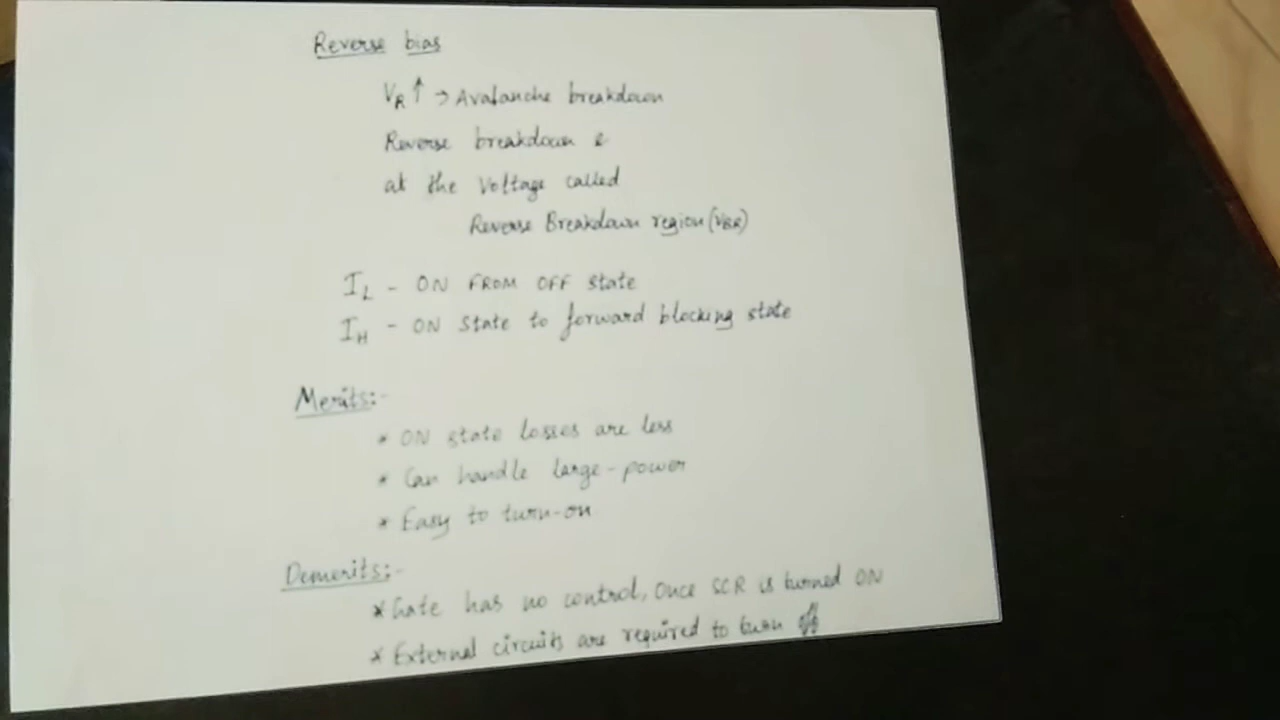 Reverse bias
VR ↑ → Avalanche breakdown
Reverse breakdown &
at the Voltage called
Reverse Breakdown region (VBR)
IL - ON FROM OFF state
IH - ON State to forward blocking state
Merits:-
* ON state losses are less
* Can handle large-power
* Easy to turn-on
Demerits:-
* Gate has no control, Once SCR is turned ON
* External circuits are required to turn off